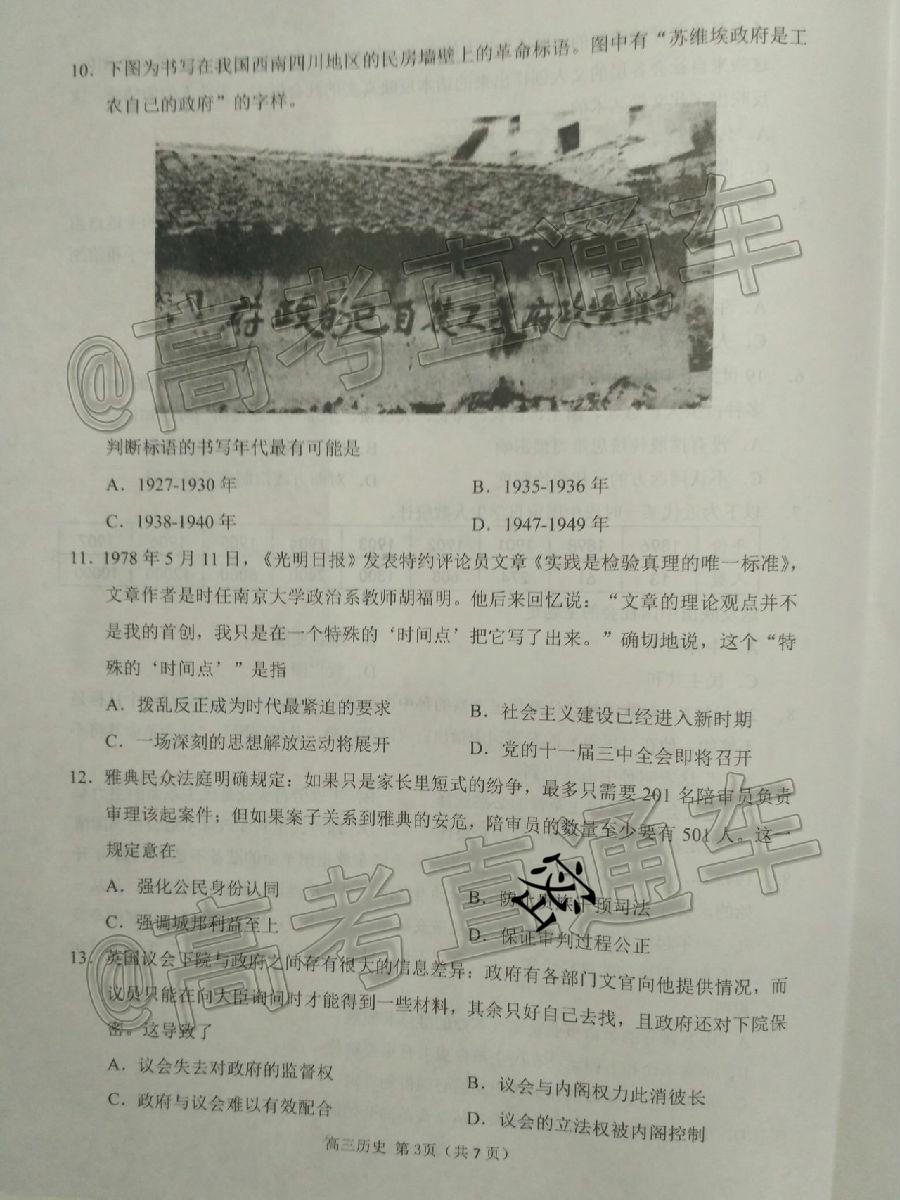 10. 下图为书写在我国西南四川地区的民房墙壁上的革命标语。图中有“苏维埃政府是工
农自己的政府”的字样。
府政的己自农工是府政埃维苏
判断标语的书写年代最有可能是
A. 1927-1930 年
B. 1935-1936 年
C. 1938-1940 年
D. 1947-1949 年
11. 1978 年 5 月 11 日，《光明日报》发表特约评论员文章《实践是检验真理的唯一标准》，
文章作者是时任南京大学政治系教师胡福明。他后来回忆说：“文章的理论观点并不
是我的首创，我只是在一个特殊的‘时间点’把它写了出来。”确切地说，这个“特
殊的‘时间点’”是指
A. 拨乱反正成为时代最紧迫的要求
B. 社会主义建设已经进入新时期
C. 一场深刻的思想解放运动将展开
D. 党的十一届三中全会即将召开
12. 雅典民众法庭明确规定：如果只是家长里短式的纷争，最多只需要 201 名陪审员负责
审理该起案件；但如果案子关系到雅典的安危，陪审员的数量至少要有 501 人。这一
规定意在
A. 强化公民身份认同
B. 防 干预司法
C. 强调城邦利益至上
D. 保证审判过程公正
密
13. 英国议会下院与政府之间存有很大的信息差异：政府有各部门文官向他提供情况，而
议员只能在向大臣询问时才能得到一些材料，其余只好自己去找，且政府还对下院保
密。这导致了
A. 议会失去对政府的监督权
B. 议会与内阁权力此消彼长
C. 政府与议会难以有效配合
D. 议会的立法权被内阁控制
高三历史 第 3页（共 7 页）
@高考直通车
@高考直通车